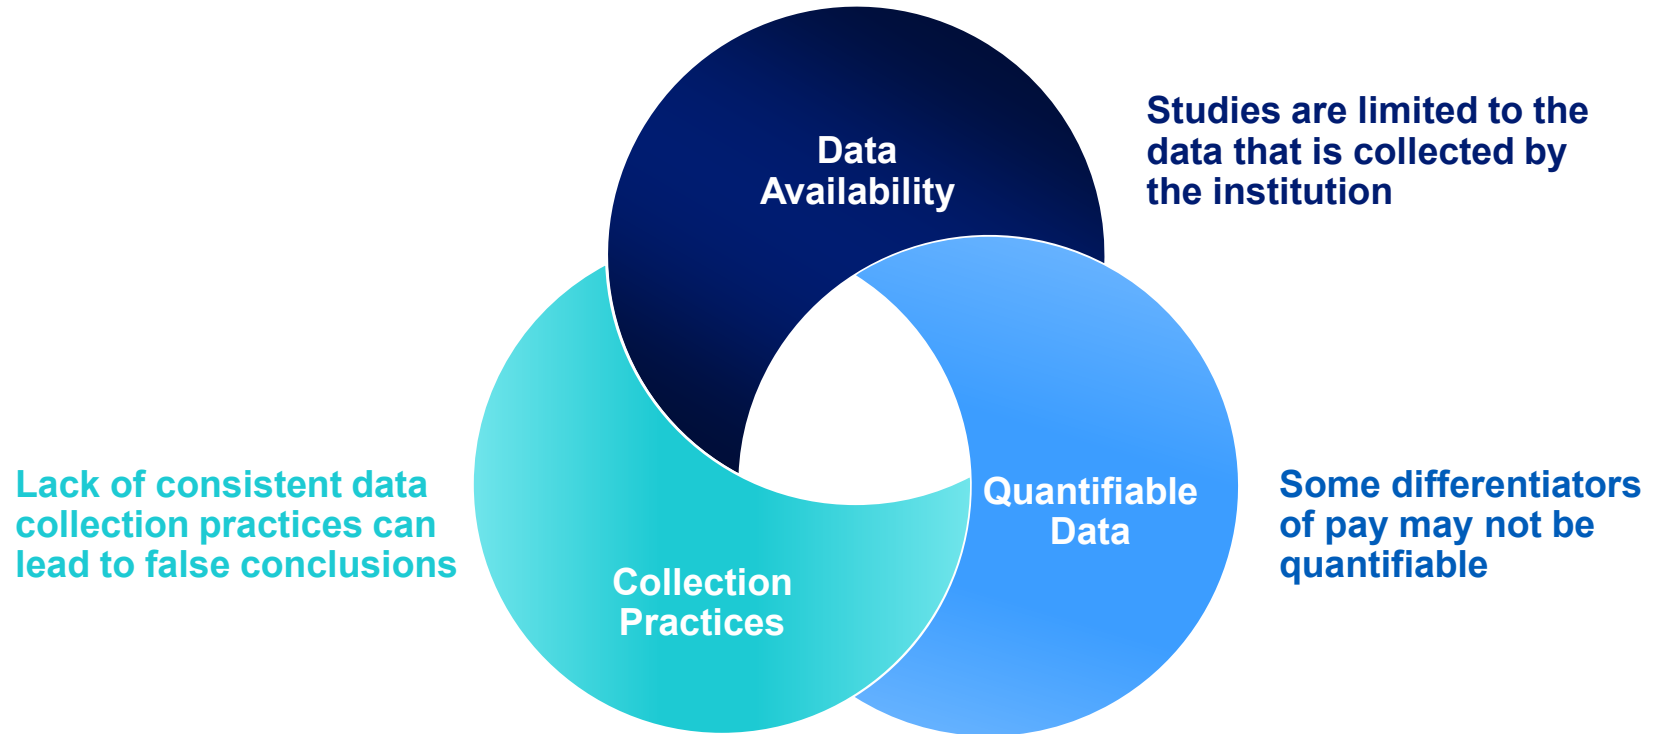 Data
Availability
Studies are limited to the
data that is collected by
the institution
Quantifiable
Data
Some differentiators
of pay may not be
quantifiable
Collection
Practices
Lack of consistent data
collection practices can
lead to false conclusions